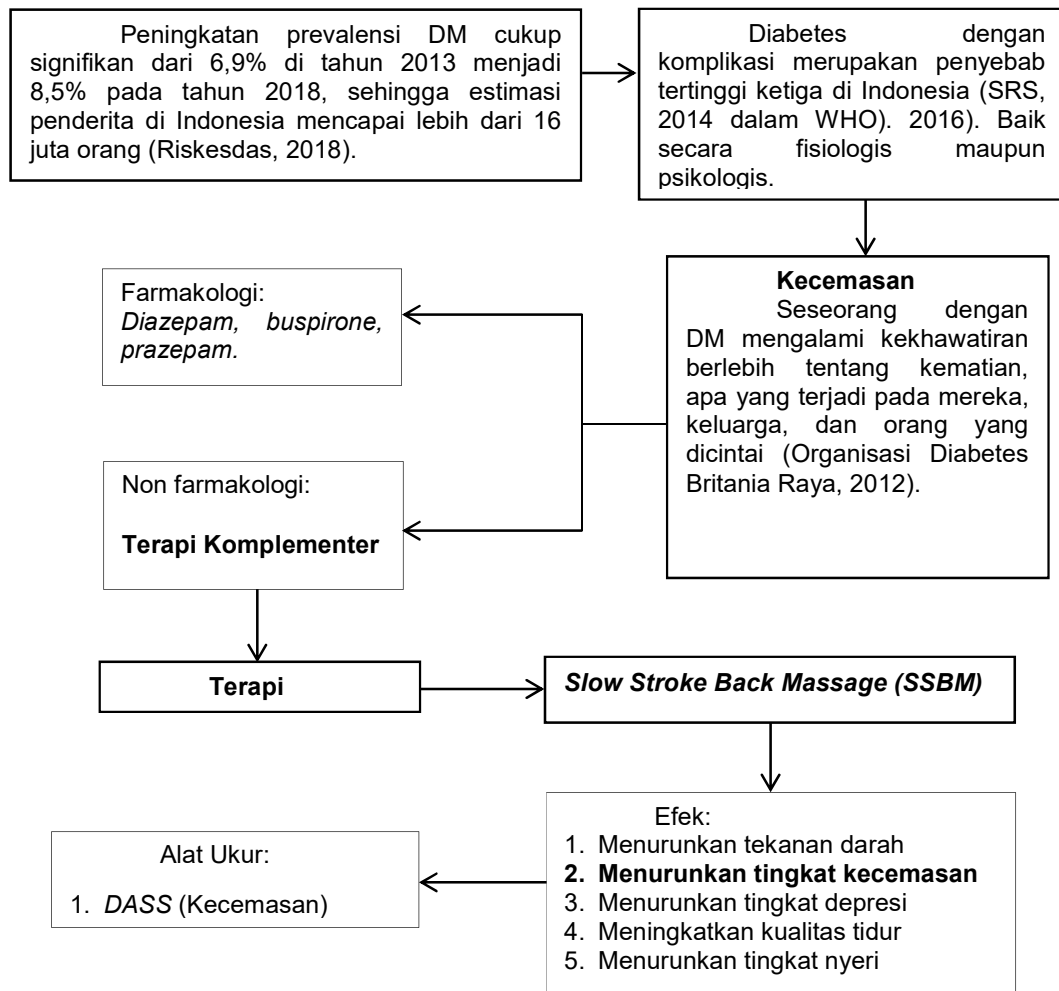 Peningkatan prevalensi DM cukup
signifikan dari 6,9% di tahun 2013 menjadi
8,5% pada tahun 2018, sehingga estimasi
penderita di Indonesia mencapai lebih dari 16
juta orang (Riskesdas, 2018).
Diabetes dengan
komplikasi merupakan penyebab
tertinggi ketiga di Indonesia (SRS,
2014 dalam WHO). 2016). Baik
secara fisiologis maupun
psikologis.
Kecemasan
Seseorang dengan
DM mengalami kekhawatiran
berlebih tentang kematian,
apa yang terjadi pada mereka,
keluarga, dan orang yang
dicintai (Organisasi Diabetes
Britania Raya, 2012).
Farmakologi:
Diazepam, buspirone,
prazepam.
Non farmakologi:
Terapi Komplementer
Terapi
Slow Stroke Back Massage (SSBM)
Efek:
1. Menurunkan tekanan darah
2. Menurunkan tingkat kecemasan
3. Menurunkan tingkat depresi
4. Meningkatkan kualitas tidur
5. Menurunkan tingkat nyeri
Alat Ukur:
1. DASS (Kecemasan)